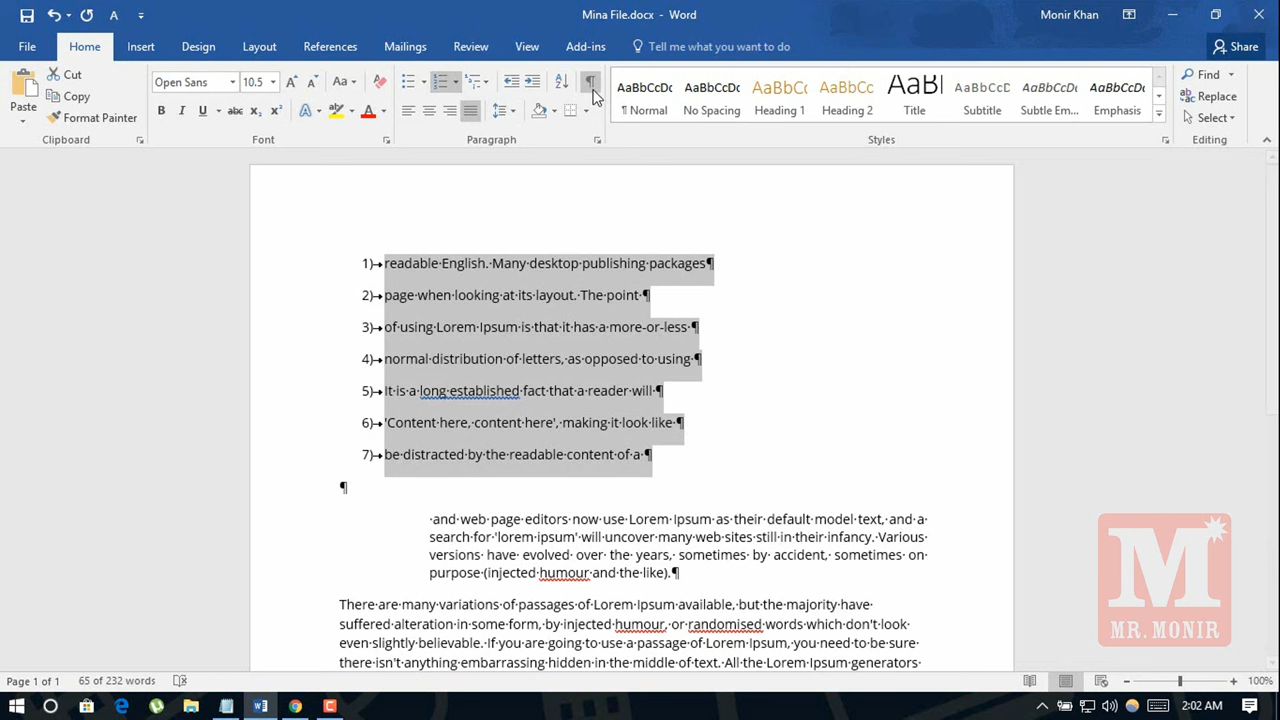 Mina File.docx - Word
Monir Khan
File Home Insert Design Layout References Mailings Review View Add-ins Tell me what you want to do Share
Paste
Cut
Copy
Format Painter
Clipboard
Open Sans 10.5 Aa
B I U abc X₂ X² A A
Font
Paragraph
AaBbCcDc AaBbCcDc AaBbCc AaBbCc AaBl AaBbCcD AaBbCcDc AaBbCcDc
¶ Normal No Spacing Heading 1 Heading 2 Title Subtitle Subtle Em... Emphasis
Styles
Find
Replace
Select
Editing
1)→readable·English.·Many·desktop·publishing·packages¶
2)→page·when·looking·at·its·layout.·The·point·¶
3)→of·using·Lorem·Ipsum·is·that·it·has·a·more-or-less·¶
4)→normal·distribution·of·letters,·as·opposed·to·using·¶
5)→It·is·a·long·established·fact·that·a·reader·will·¶
6)→'Content·here,·content·here',·making·it·look·like·¶
7)→be·distracted·by·the·readable·content·of·a·¶
¶
·and·web·page·editors·now·use·Lorem·Ipsum·as·their·default·model·text,·and·a·
search·for·'lorem·ipsum'·will·uncover·many·web·sites·still·in·their·infancy.·Various·
versions·have·evolved·over·the·years,·sometimes·by·accident,·sometimes·on·
purpose·(injected·humour·and·the·like).¶
There·are·many·variations·of·passages·of·Lorem·Ipsum·available,·but·the·majority·have·
suffered·alteration·in·some·form,·by·injected·humour,·or·randomised·words·which·don't·look·
even·slightly·believable.·If·you·are·going·to·use·a·passage·of·Lorem·Ipsum,·you·need·to·be·sure·
there·isn't·anything·embarrassing·hidden·in·the·middle·of·text.·All·the·Lorem·Ipsum·generators·
M
MR. MONIR
Page 1 of 1 65 of 232 words
100%
2:02 AM